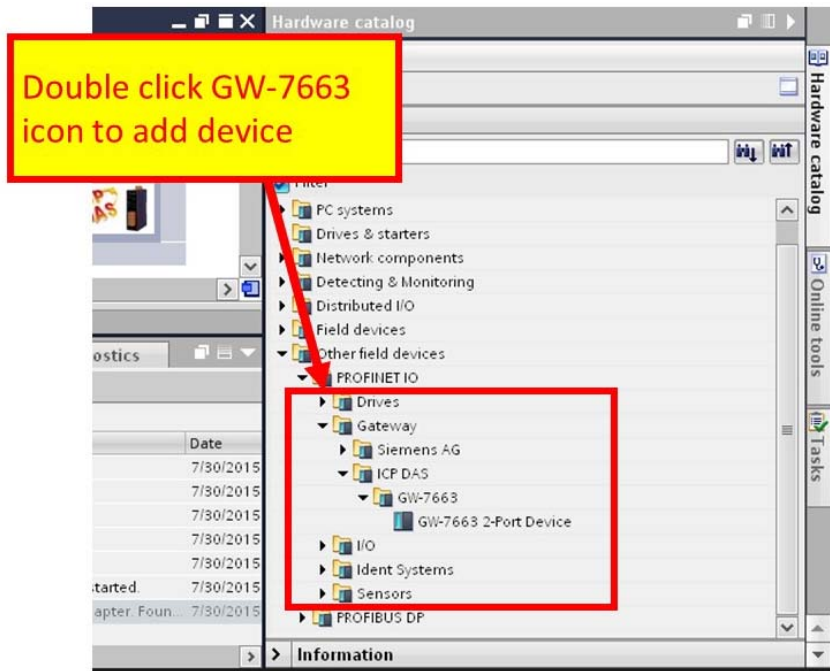 Hardware catalog
Double click GW-7663
icon to add device
Filter
PC systems
Drives & starters
Network components
Detecting & Monitoring
Distributed I/O
Field devices
Other field devices
PROFINET IO
Drives
Gateway
Siemens AG
ICP DAS
GW-7663
GW-7663 2-Port Device
I/O
Ident Systems
Sensors
PROFIBUS DP
Information
ostics
Date
7/30/2015
7/30/2015
7/30/2015
7/30/2015
7/30/2015
started. 7/30/2015
apter. Foun... 7/30/2015
Hardware catalog
Online tools
Tasks